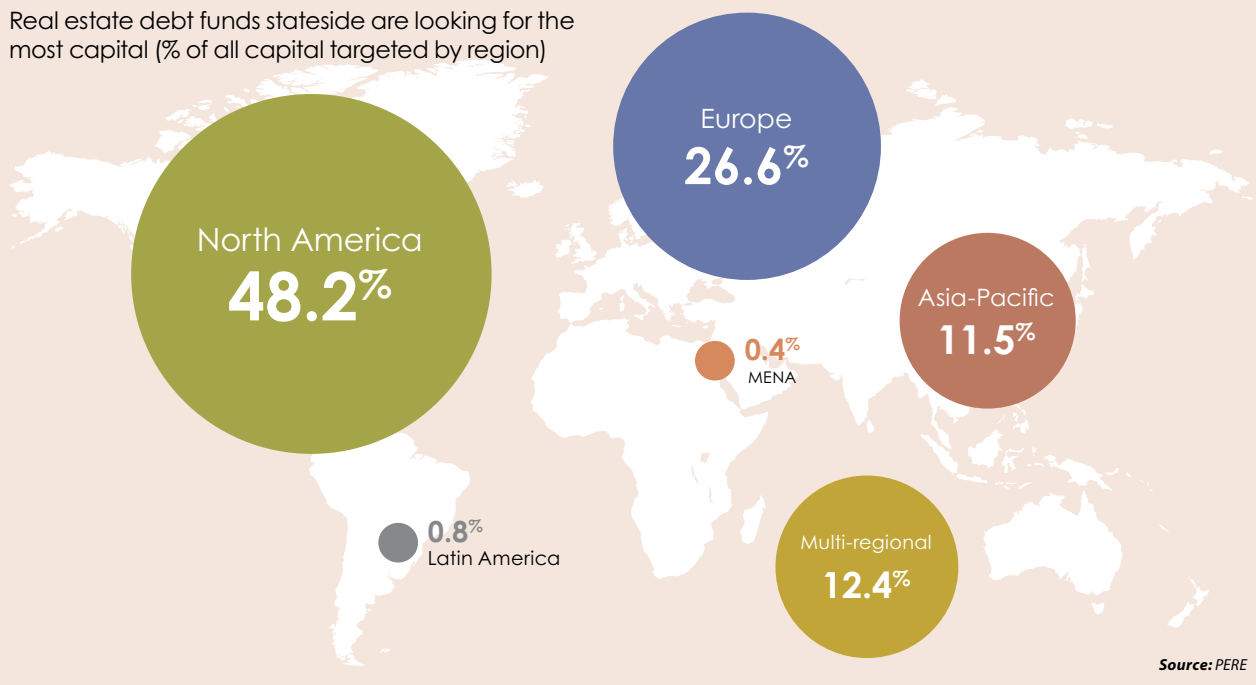 Real estate debt funds stateside are looking for the
most capital (% of all capital targeted by region)
Europe
26.6%
North America
48.2%
Asia-Pacific
11.5%
0.4%
MENA
0.8%
Latin America
Multi-regional
12.4%
Source: PERE